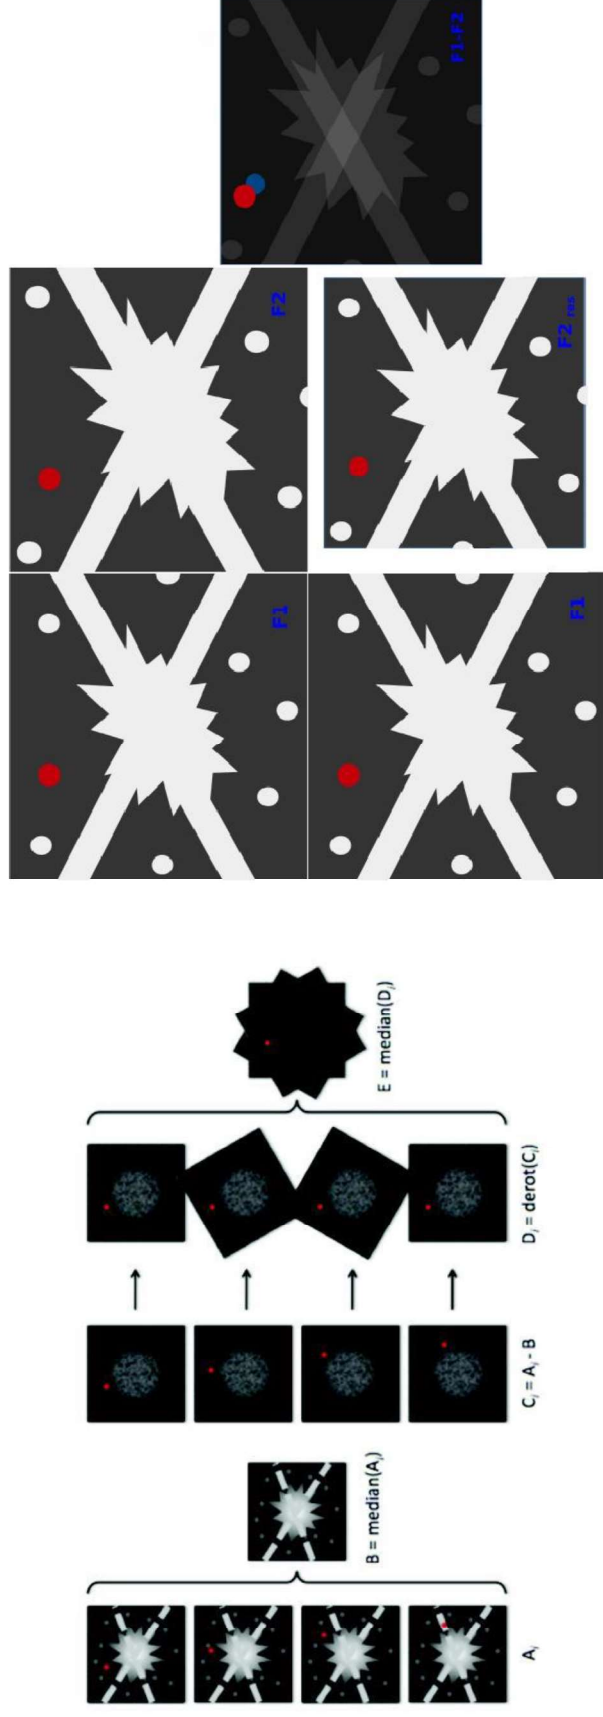 A_i
B = median(A_i)
C_i = A_i - B
D_i = derot(C_i)
E = median(D_i)
F1
F2
F1
F2 res
F1-F2